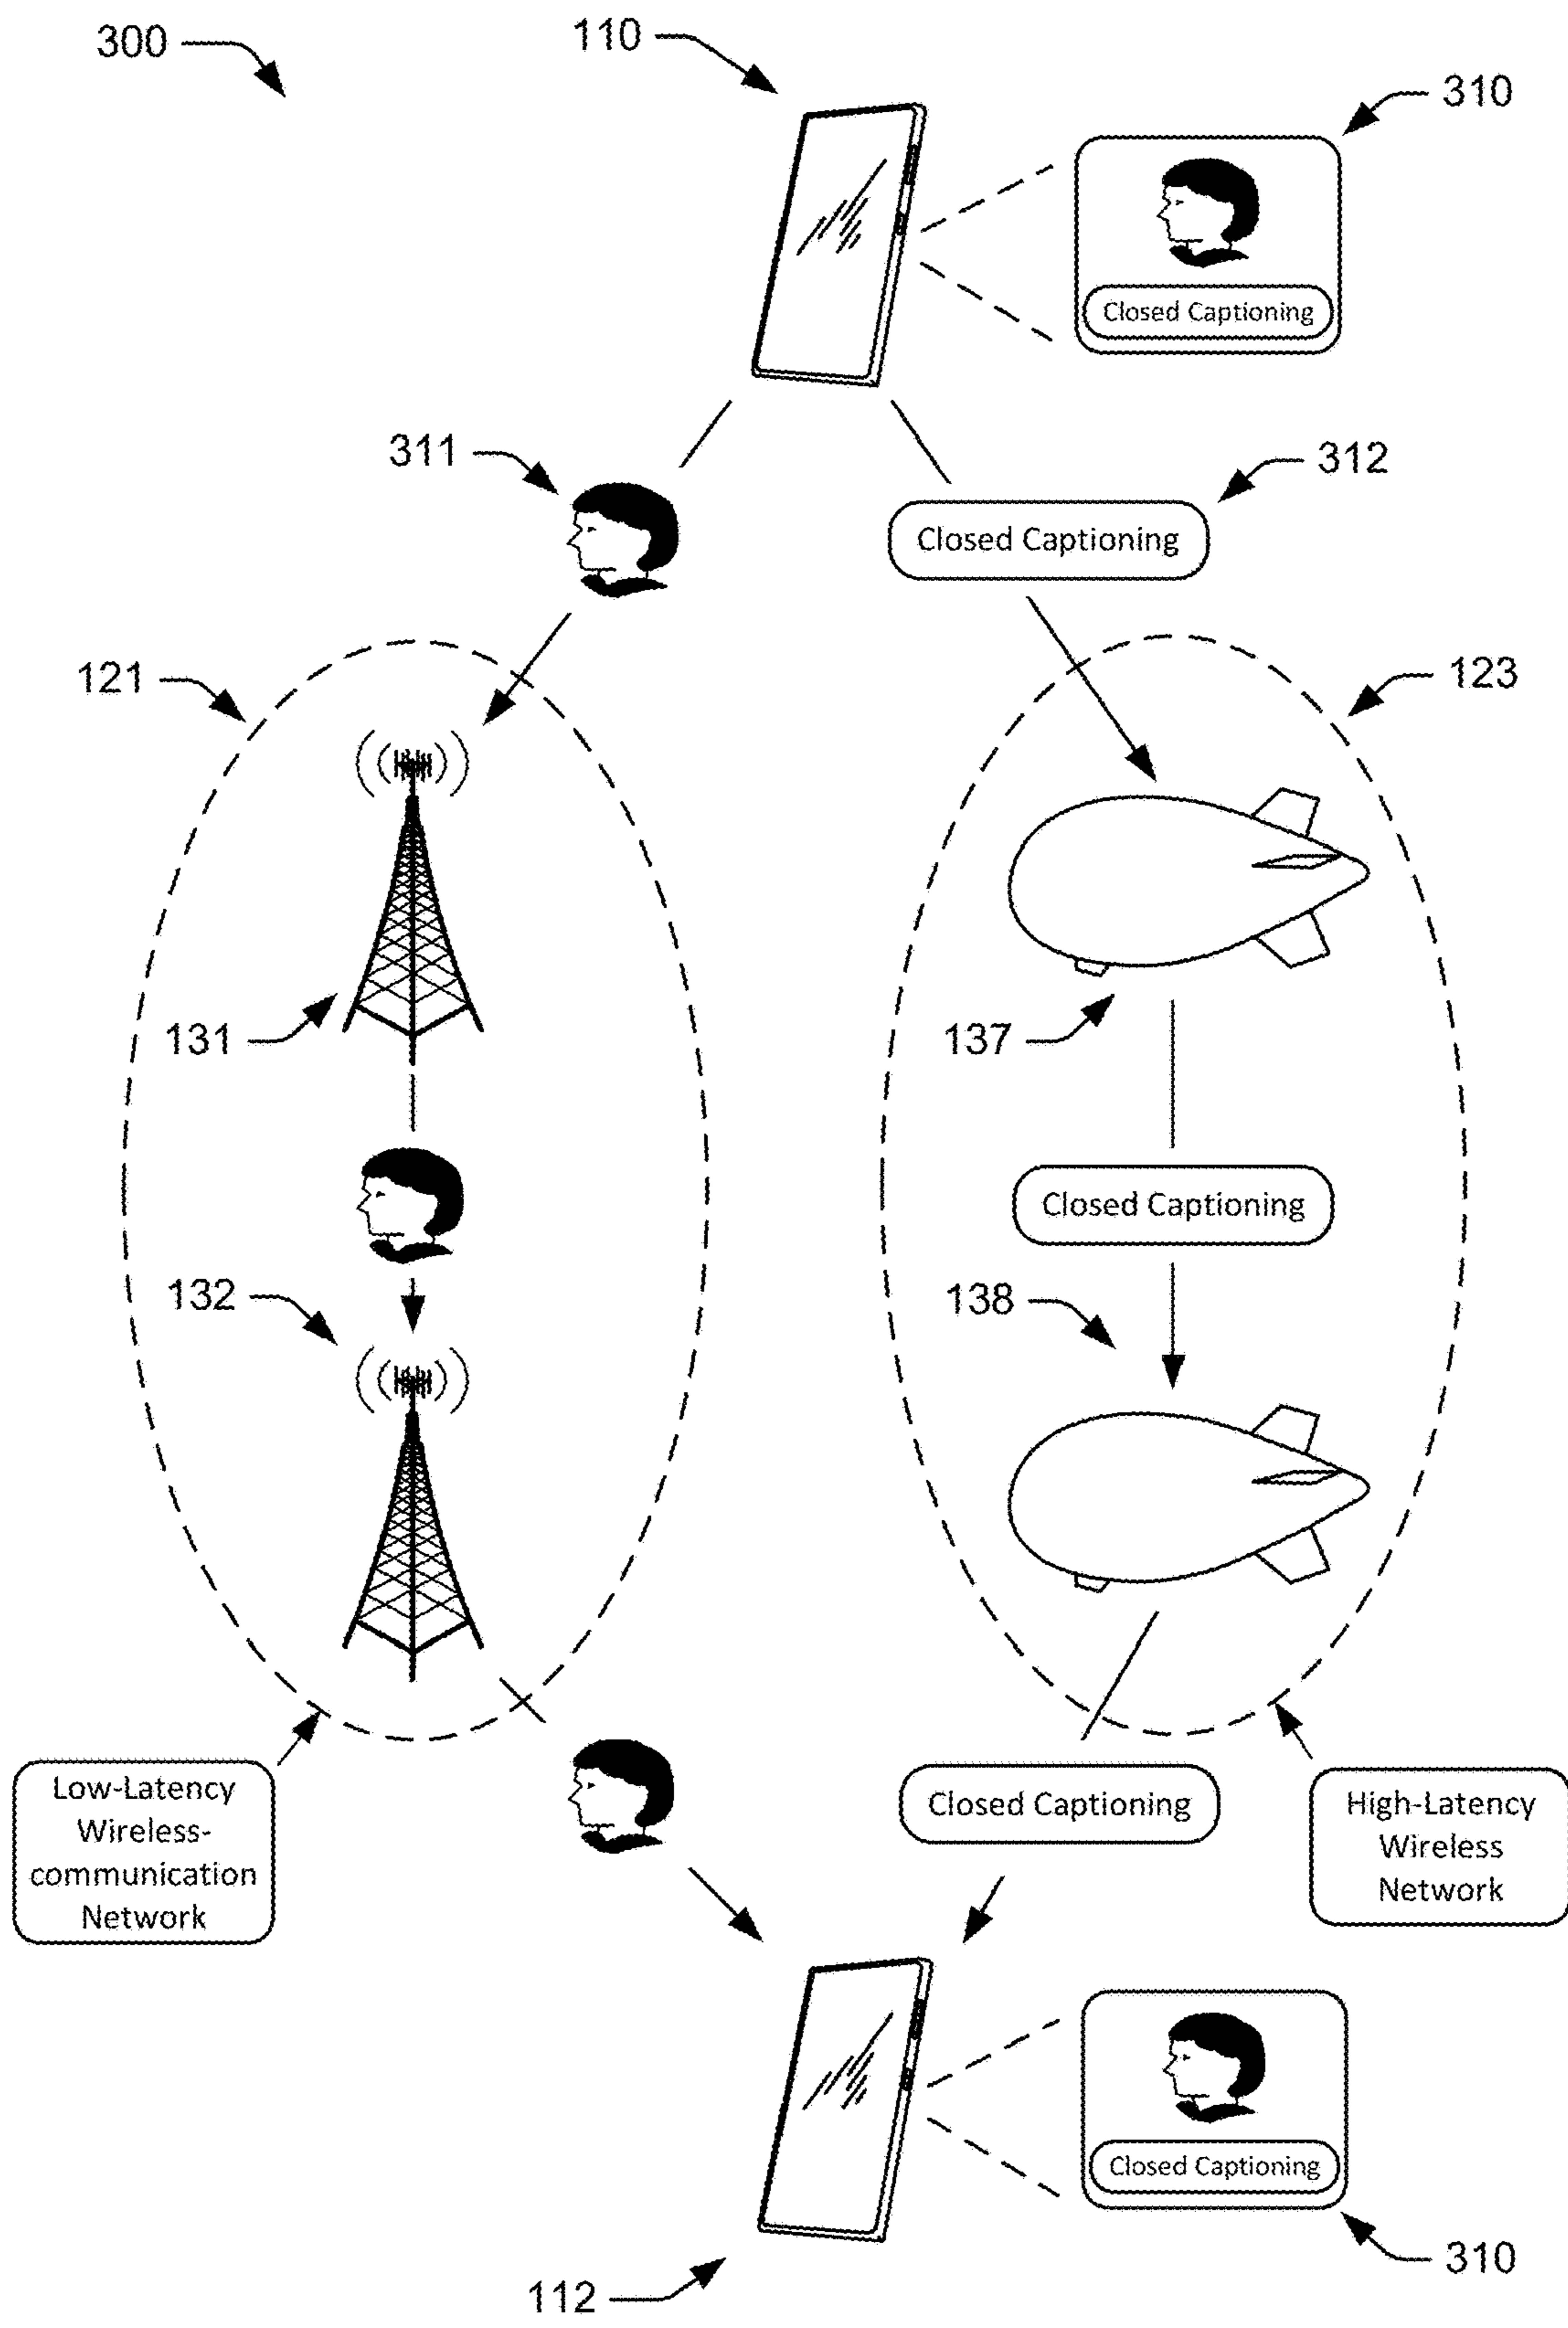 300
110
310
Closed Captioning
311
312
Closed Captioning
121
123
131
137
Closed Captioning
132
138
Low-Latency
Wireless-
communication
Network
Closed Captioning
High-Latency
Wireless
Network
Closed Captioning
310
112